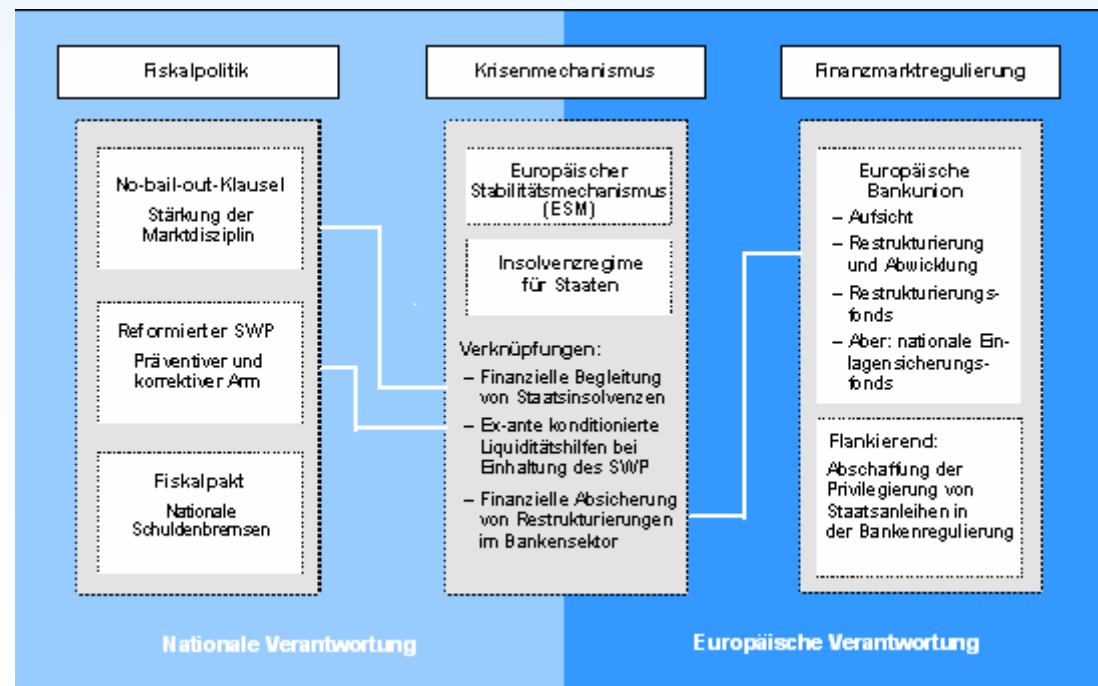 Fiskalpolitik
Krisenmechanismus
Finanzmarktregulierung
No-bail-out-Klausel
Stärkung der
Marktdisziplin
Reformierter SWP
Präventiver und
korrektiver Arm
Fiskalpakt
Nationale
Schuldenbremsen
Europäischer
Stabilitätsmechanismus
(ESM)
Insolvenzregime
für Staaten
Verknüpfungen:
– Finanzielle Begleitung
von Staatsinsolvenzen
– Ex-ante konditionierte
Liquiditätshilfen bei
Einhaltung des SWP
– Finanzielle Absicherung
von Restrukturierungen
im Bankensektor
Europäische
Bankunion
– Aufsicht
– Restrukturierung
und Abwicklung
– Restrukturierungs-
fonds
– Aber: nationale Ein-
lagensicherungs-
fonds
Flankierend:
Abschaffung der
Privilegierung von
Staatsanleihen in
der Bankenregulierung
Nationale Verantwortung
Europäische Verantwortung